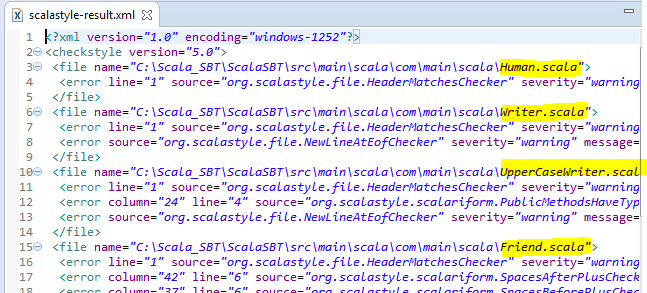 scalastyle-result.xml
1 <?xml version="1.0" encoding="windows-1252"?>
2 <checkstyle version="5.0">
3 <file name="C:\Scala_SBT\ScalaSBT\src\main\scala\com\main\scala\Human.scala">
4 <error line="1" source="org.scalastyle.file.HeaderMatchesChecker" severity="warning
5 </file>
6 <file name="C:\Scala_SBT\ScalaSBT\src\main\scala\com\main\scala\Writer.scala">
7 <error line="1" source="org.scalastyle.file.HeaderMatchesChecker" severity="warning
8 <error source="org.scalastyle.file.NewLineAtEofChecker" severity="warning" message=
9 </file>
10 <file name="C:\Scala_SBT\ScalaSBT\src\main\scala\com\main\scala\UpperCaseWriter.scal
11 <error line="1" source="org.scalastyle.file.HeaderMatchesChecker" severity="warning
12 <error column="24" line="4" source="org.scalastyle.scalariform.PublicMethodsHaveTyp
13 <error source="org.scalastyle.file.NewLineAtEofChecker" severity="warning" message=
14 </file>
15 <file name="C:\Scala_SBT\ScalaSBT\src\main\scala\com\main\scala\Friend.scala">
16 <error line="1" source="org.scalastyle.file.HeaderMatchesChecker" severity="warning
17 <error column="42" line="6" source="org.scalastyle.scalariform.SpacesAfterPlusCheck
18 <error column="37" line="6" source="org.scalastyle.scalariform.SpacesBeforePlusChec